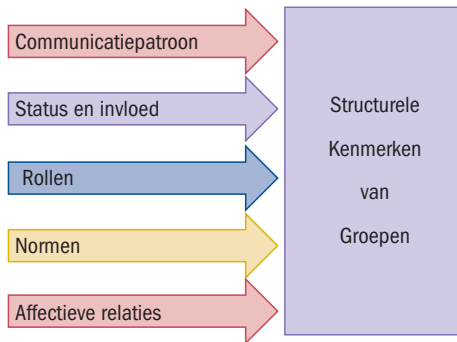 Communicatiepatroon
Status en invloed
Rollen
Normen
Affectieve relaties
Structurele
Kenmerken
van
Groepen